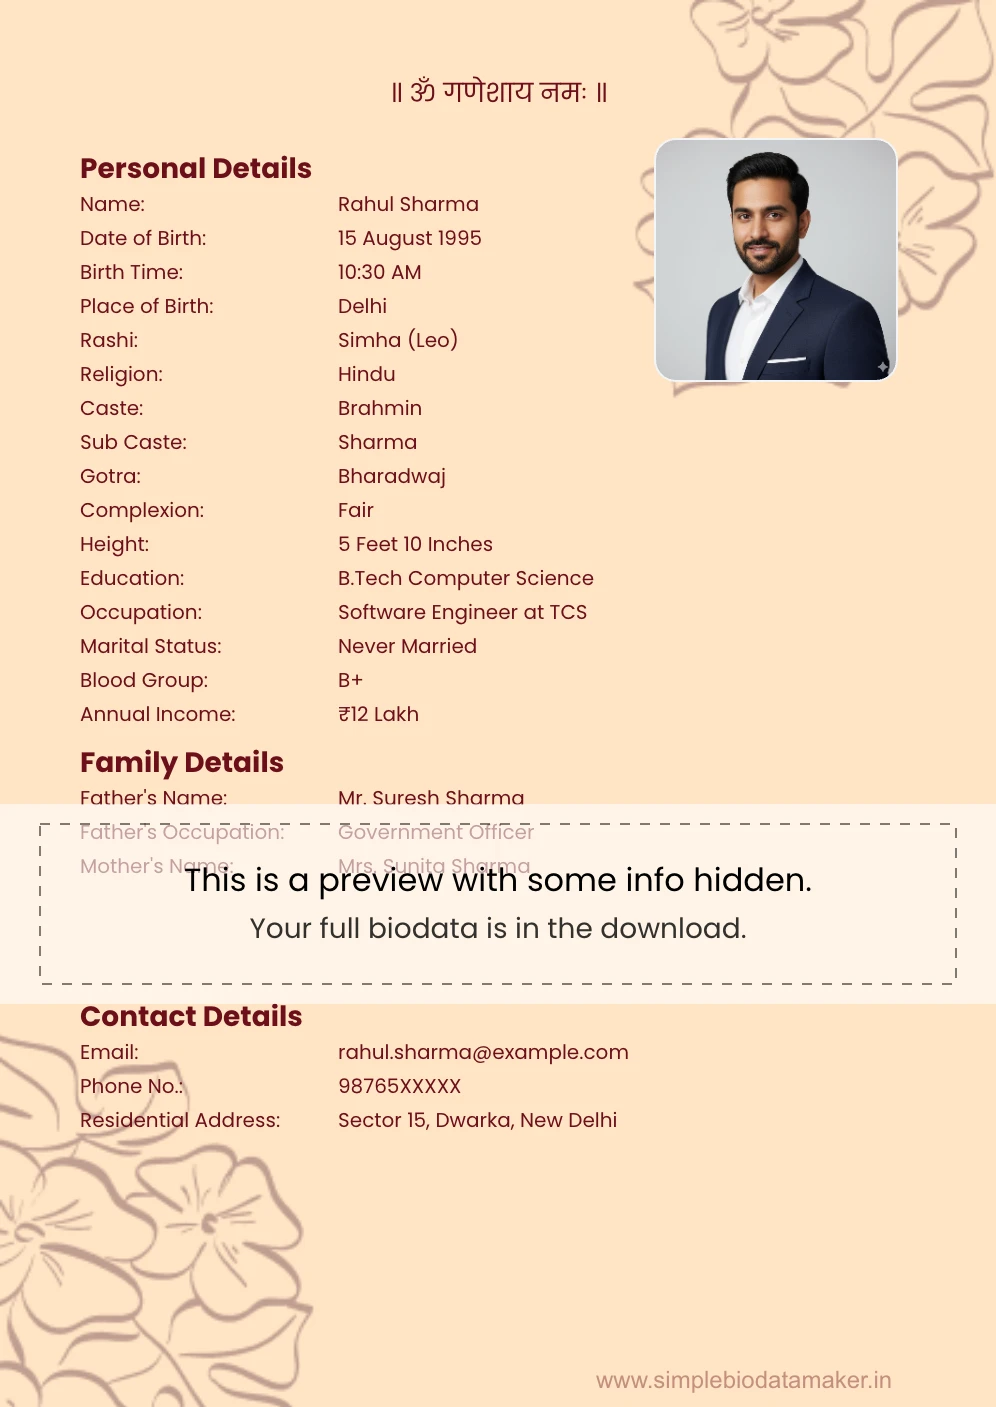 ॥ ॐ गणेशाय नमः ॥
Personal Details
Name: Rahul Sharma
Date of Birth: 15 August 1995
Birth Time: 10:30 AM
Place of Birth: Delhi
Rashi: Simha (Leo)
Religion: Hindu
Caste: Brahmin
Sub Caste: Sharma
Gotra: Bharadwaj
Complexion: Fair
Height: 5 Feet 10 Inches
Education: B.Tech Computer Science
Occupation: Software Engineer at TCS
Marital Status: Never Married
Blood Group: B+
Annual Income: ₹12 Lakh
Family Details
Father's Name: Mr. Suresh Sharma
Father's Occupation: Government Officer
Mother's Name: Mrs. Sunita Sharma
This is a preview with some info hidden.
Your full biodata is in the download.
Contact Details
Email: rahul.sharma@example.com
Phone No.: 98765XXXXX
Residential Address: Sector 15, Dwarka, New Delhi
www.simplebiodatamaker.in